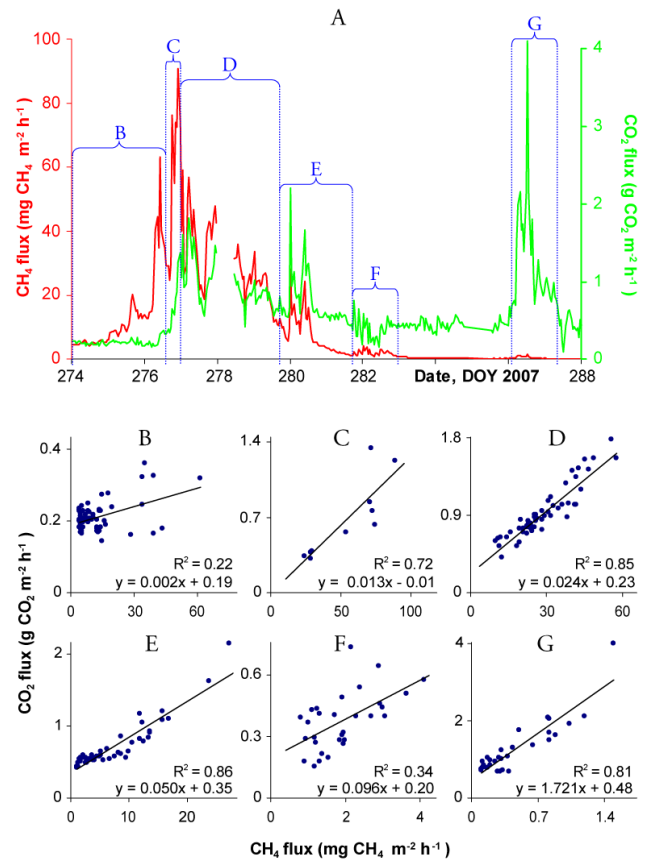 A
CH₄ flux (mg CH₄ m⁻² h⁻¹)
100
80
60
40
20
0
B
C
D
E
F
G
4
3
2
1
0
CO₂ flux (g CO₂ m⁻² h⁻¹)
274
276
278
280
282
Date, DOY 2007
288
CO₂ flux (g CO₂ m⁻² h⁻¹)
B
0.4
0.2
0
R² = 0.22
y = 0.002x + 0.19
0
20
40
60
C
1.4
0.7
0
R² = 0.72
y = 0.013x - 0.01
0
50
100
D
1.8
0.9
0
R² = 0.85
y = 0.024x + 0.23
0
20
40
60
E
2
1
0
R² = 0.86
y = 0.050x + 0.35
0
10
20
F
0.6
0.3
0
R² = 0.34
y = 0.096x + 0.20
0
2
4
G
4
2
0
R² = 0.81
y = 1.721x + 0.48
0
0.7
1.4
CH₄ flux (mg CH₄ m⁻² h⁻¹)